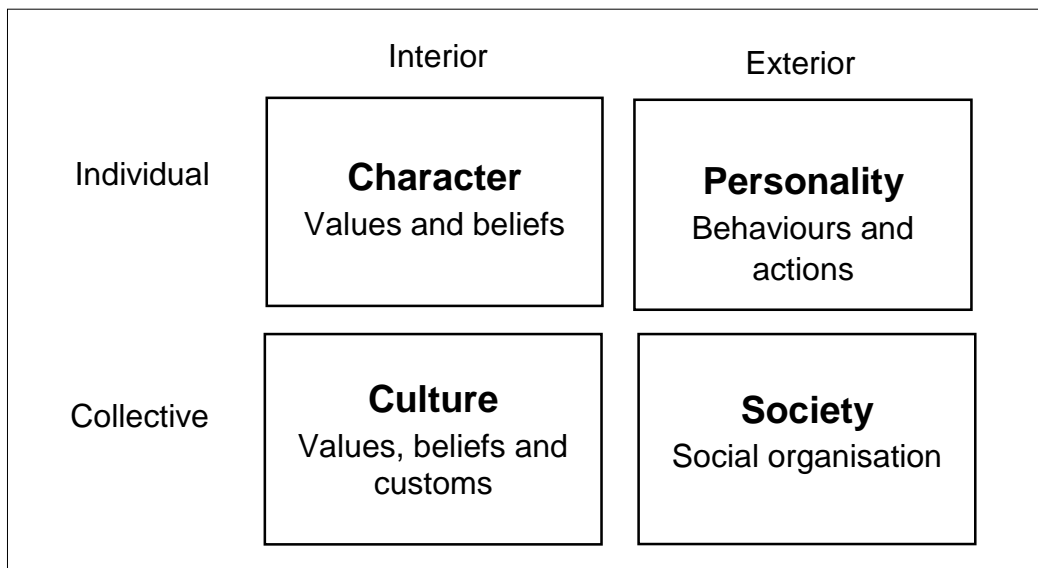 Interior
Exterior
Individual
Character
Values and beliefs
Personality
Behaviours and
actions
Collective
Culture
Values, beliefs and
customs
Society
Social organisation